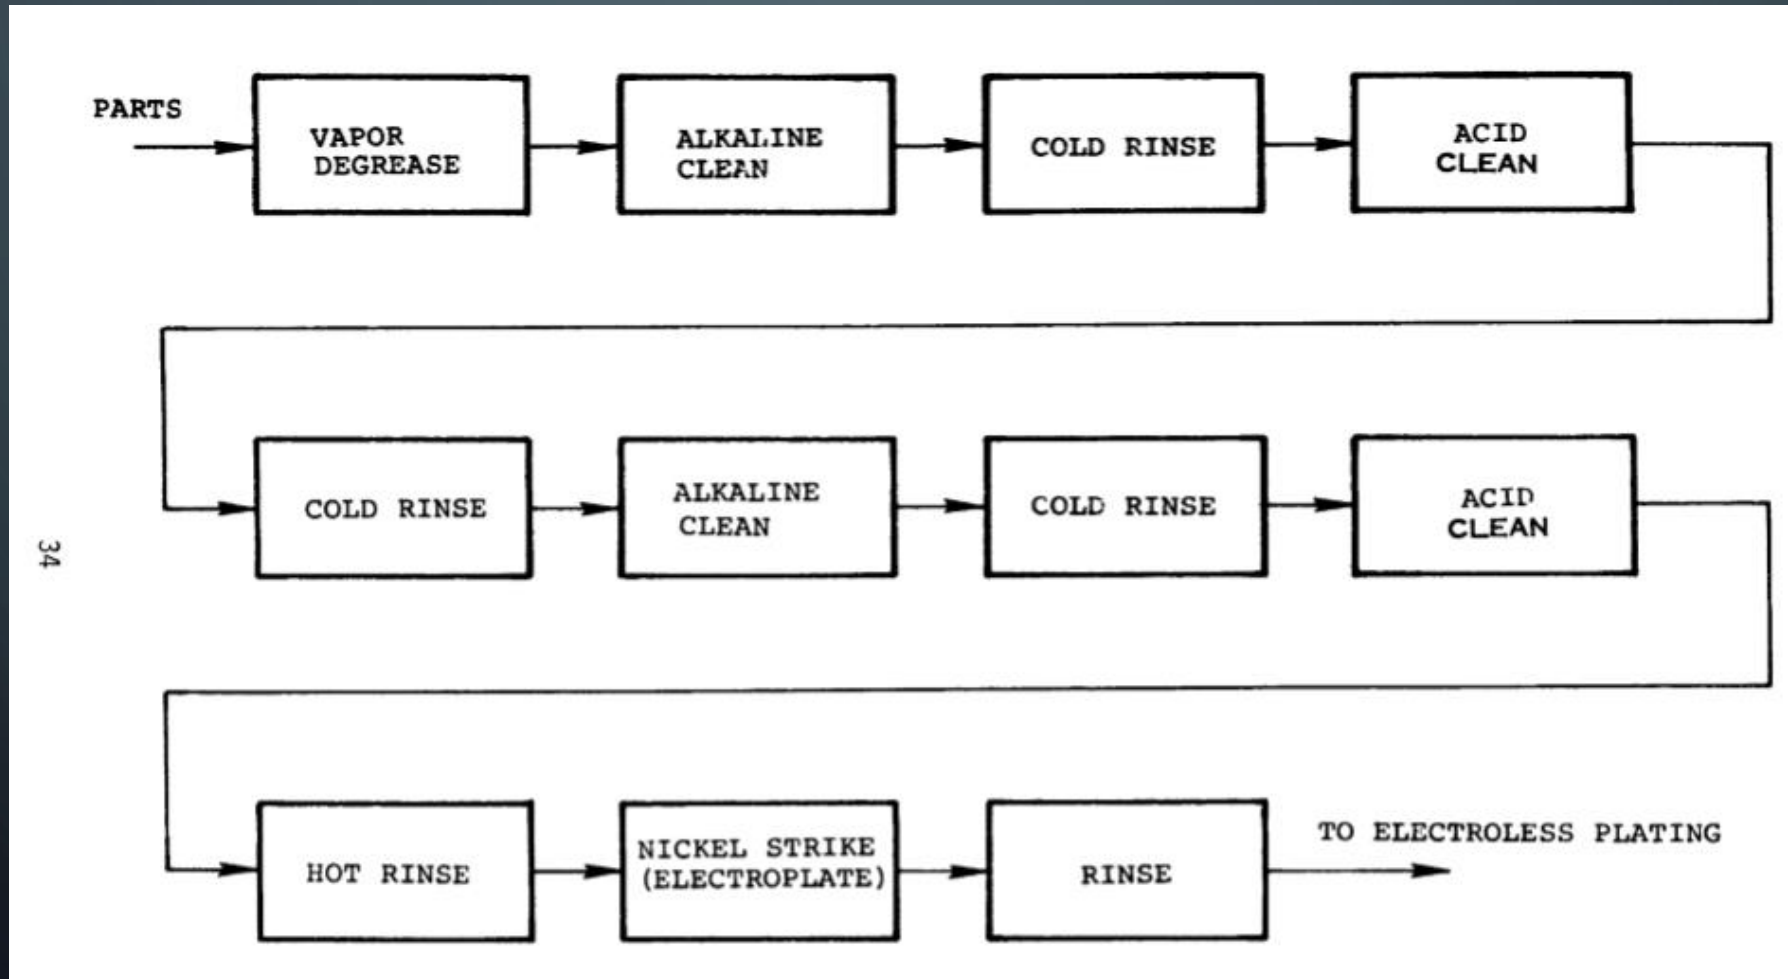 PARTS
VAPOR
DEGREASE
ALKALINE
CLEAN
COLD RINSE
ACID
CLEAN
COLD RINSE
ALKALINE
CLEAN
COLD RINSE
ACID
CLEAN
34
HOT RINSE
NICKEL STRIKE
(ELECTROPLATE)
RINSE
TO ELECTROLESS PLATING